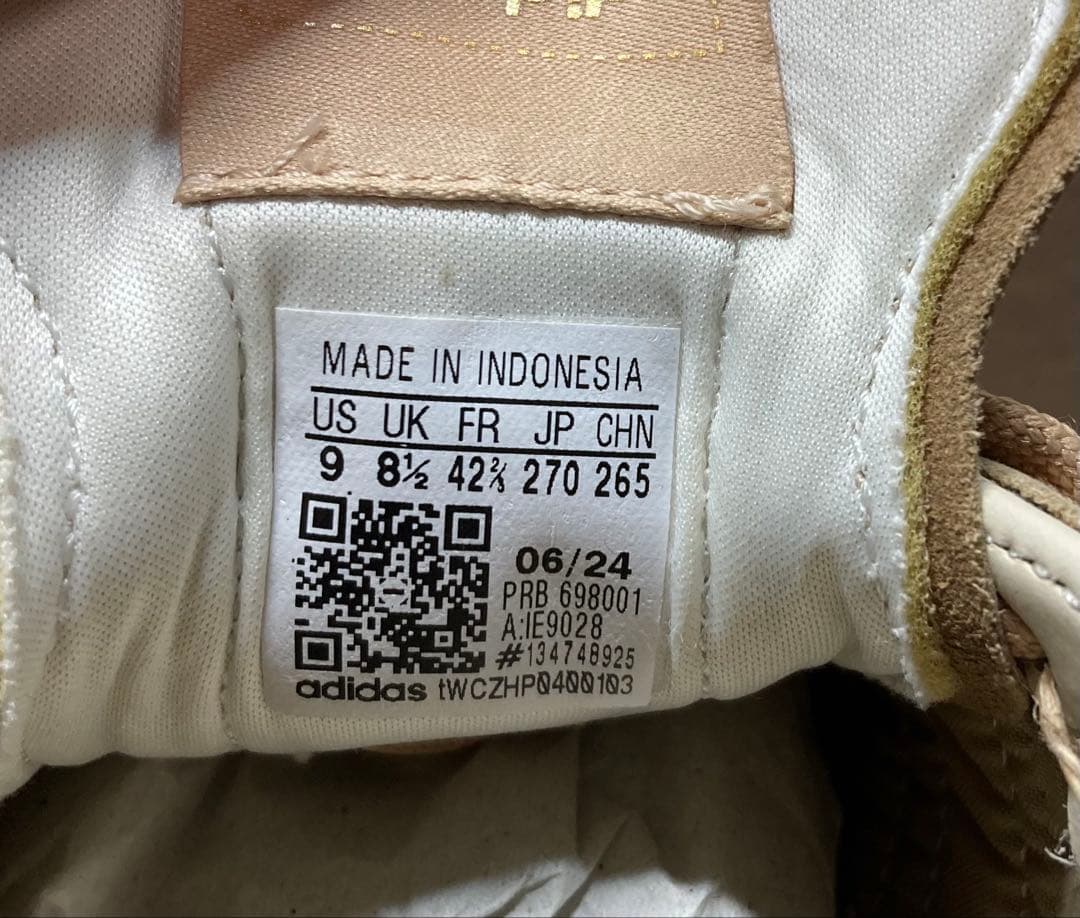 MADE IN INDONESIA
US UK FR JP CHN
9 8½ 42⅔ 270 265
06/24
PRB 698001
A:IE9028
#134748925
adidas tWCZHP0400103